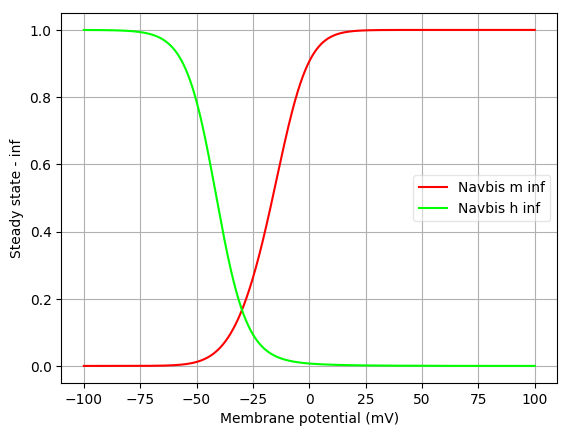 1.0
0.8
0.6
0.4
0.2
0.0
Steady state - inf
Navbis m inf
Navbis h inf
−100 −75 −50 −25 0 25 50 75 100
Membrane potential (mV)